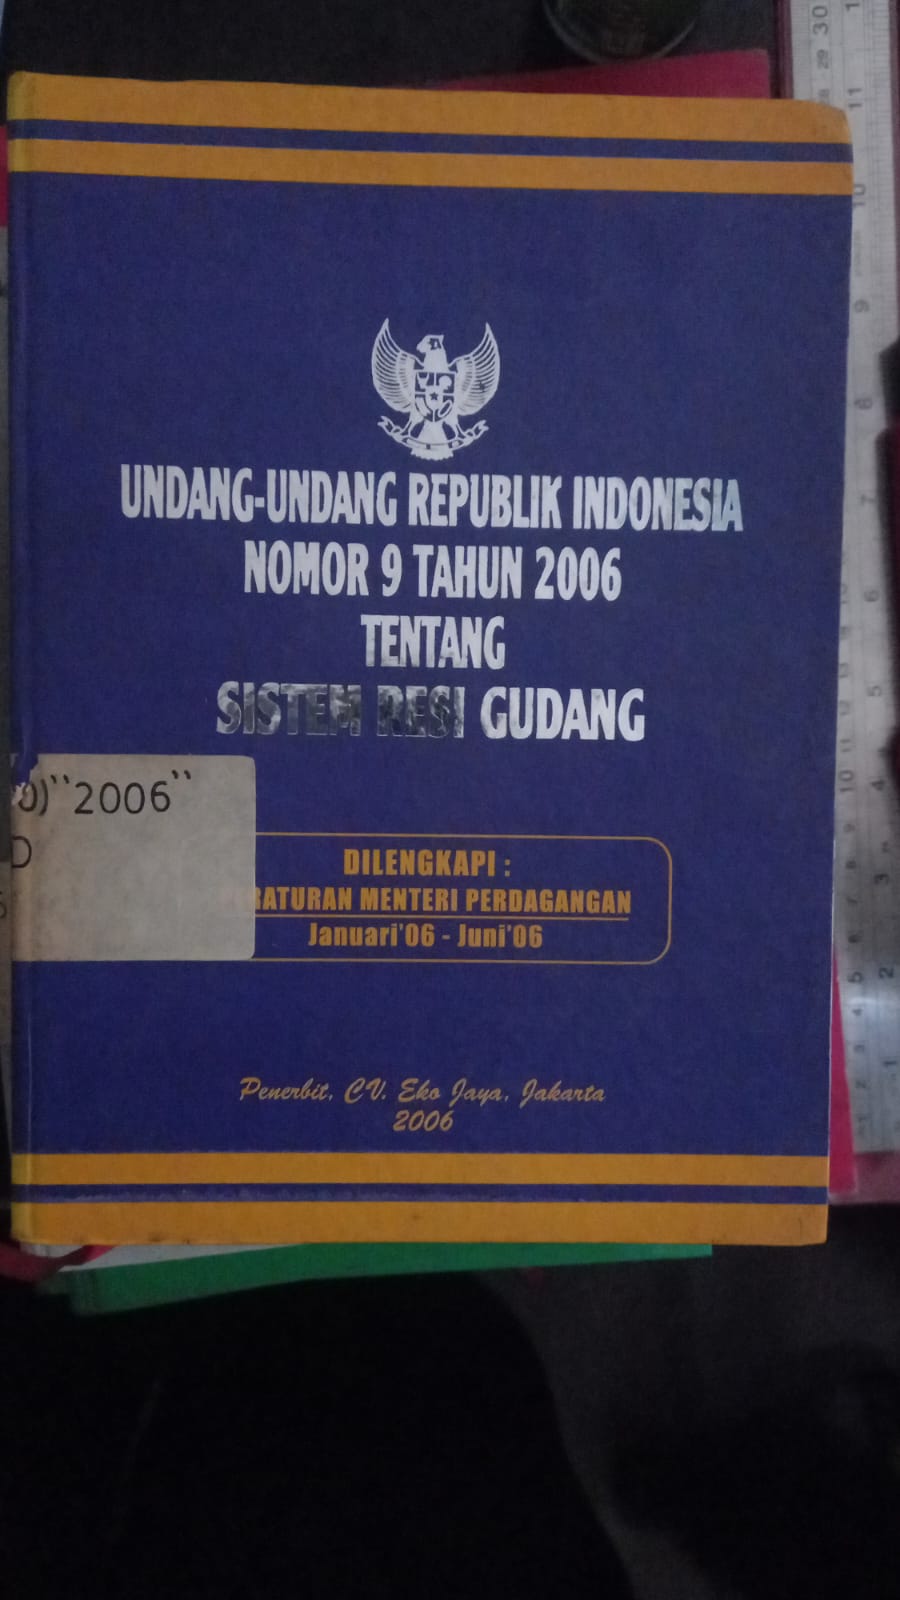 UNDANG-UNDANG REPUBLIK INDONESIA
NOMOR 9 TAHUN 2006
TENTANG
SISTEM RESI GUDANG
0)"2006"
DILENGKAPI :
MENTERI PERDAGANGAN
Januari'06 - Juni'06
Penerbit, CV. Eko Jaya, Jakarta
2006